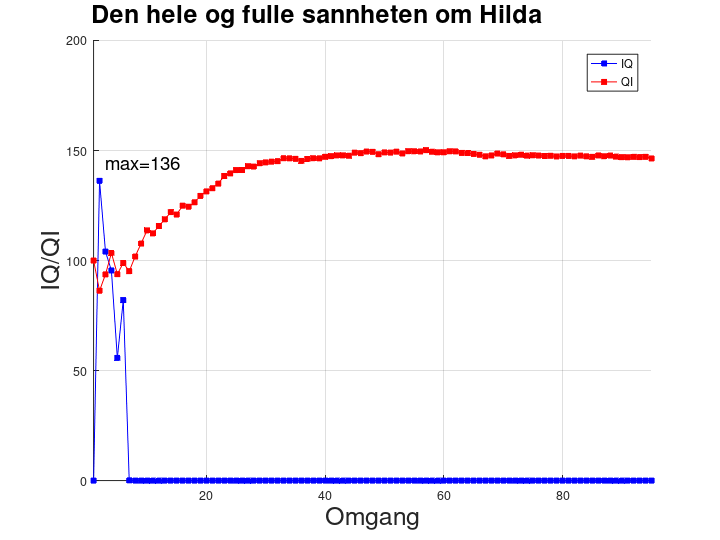 Den hele og fulle sannheten om Hilda
200
IQ
QI
150
max=136
IQ/QI
100
50
0
20 40 60 80
Omgang